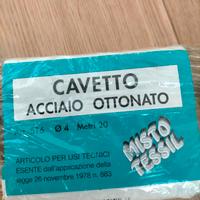 CAVETTO
ACCIAIO OTTONATO
Ø 4 Metri 20
MISTO
TESSIL
ARTICOLO PER USI TECNICI
ESENTE dall'applicazione della
legge 26 novembre 1978 n. 883